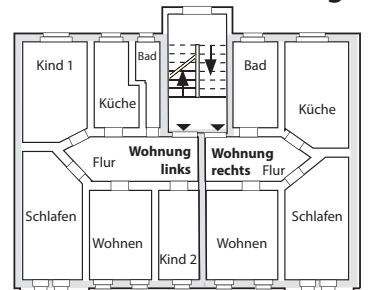 Kind 1
Küche
Bad
Bad
Küche
Flur
Wohnung
links
Wohnung
rechts
Flur
Schlafen
Wohnen
Kind 2
Wohnen
Schlafen